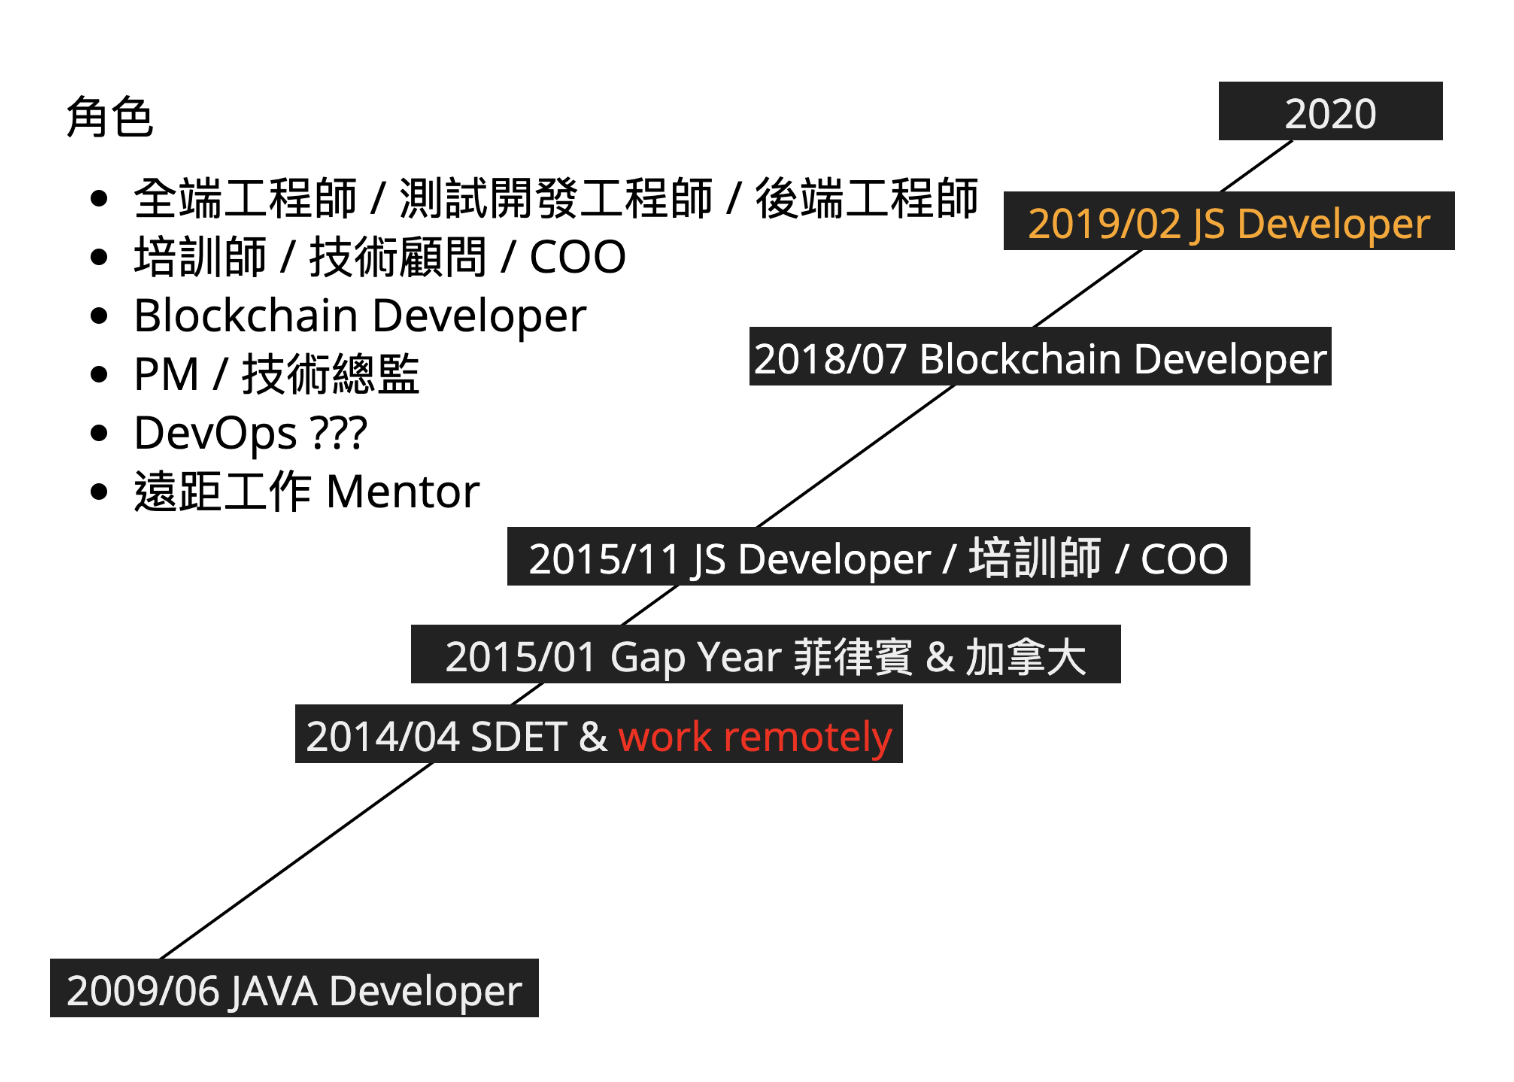 角色
全端工程師 / 測試開發工程師 / 後端工程師
培訓師 / 技術顧問 / COO
Blockchain Developer
PM / 技術總監
DevOps ???
遠距工作 Mentor
2020
2019/02 JS Developer
2018/07 Blockchain Developer
2015/11 JS Developer / 培訓師 / COO
2015/01 Gap Year 菲律賓 & 加拿大
2014/04 SDET & work remotely
2009/06 JAVA Developer